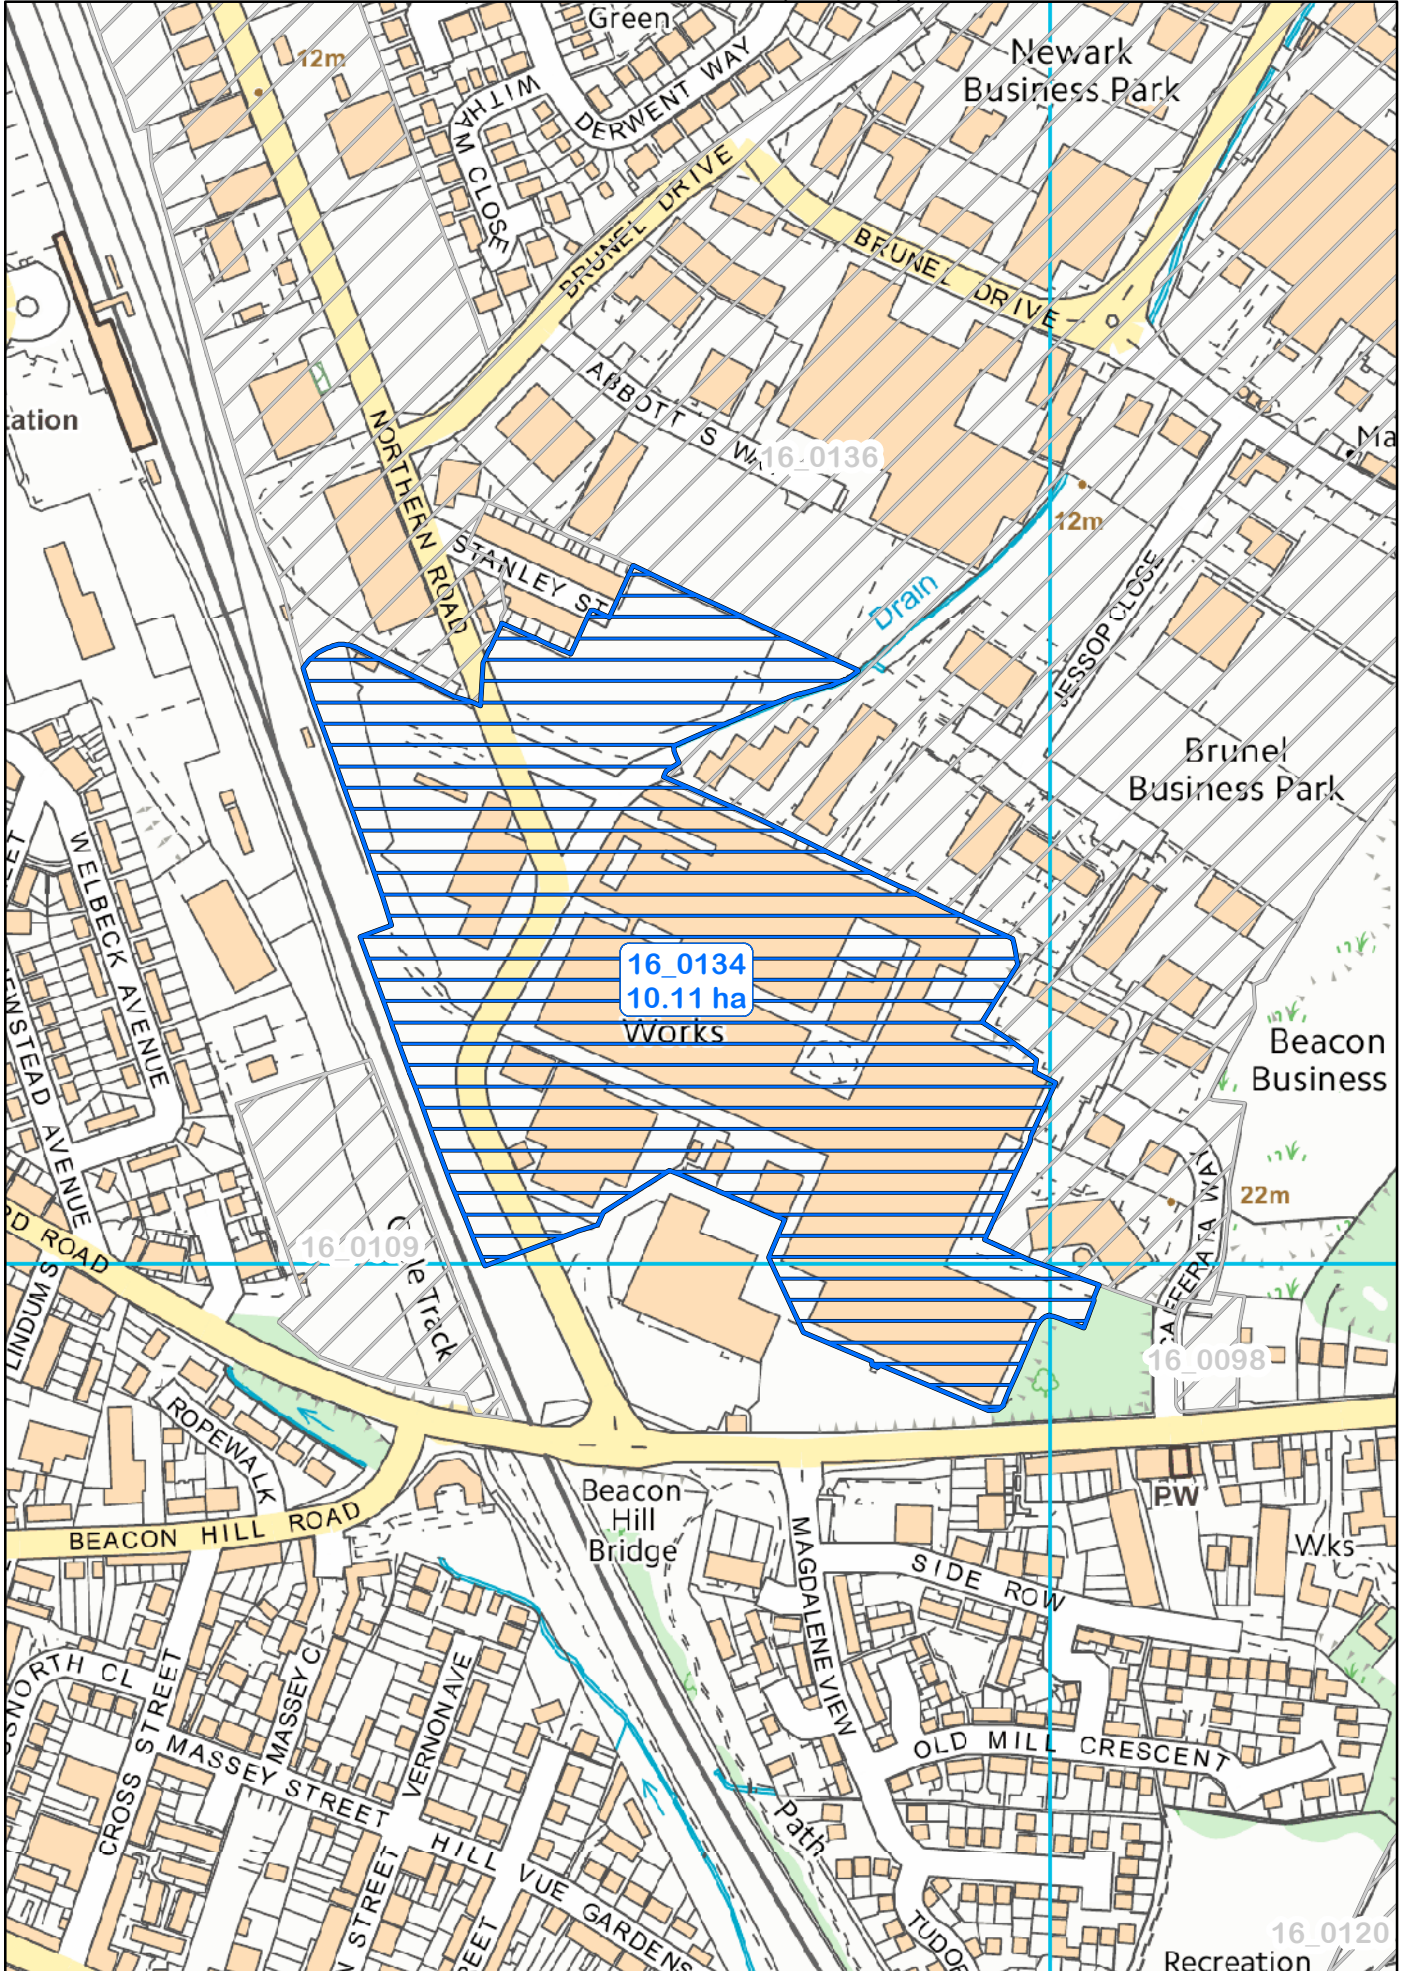 Green
12m
Newark
Business Park
WITHAM CLOSE
DERWENT WAY
BRUNEL DRIVE
BRUNEL DRIVE
ation
NORTHERN ROAD
ABBOTT'S WA
16_0136
Ma
12m
STANLEY ST
Drain
JESSOP CLOSE
Brunel
Business Park
WELBECK AVENUE
EWSTEAD AVENUE
16_0134
10.11 ha
Works
Beacon
Business
22m
RD ROAD
16_0109
LINDUM S
16_0098
ROPEWALK
BEACON HILL ROAD
Beacon
Hill
Bridge
PW
Wks
MAGDALENE VIEW
SIDE ROW
OLD MILL CRESCENT
NORTH CL
CROSS STREET
MASSEY C
VERNON AVE
MASSEY STREET
HILL VUE GARDENS
Path
STREET
REET
TUDOR
16_0120
Recreation